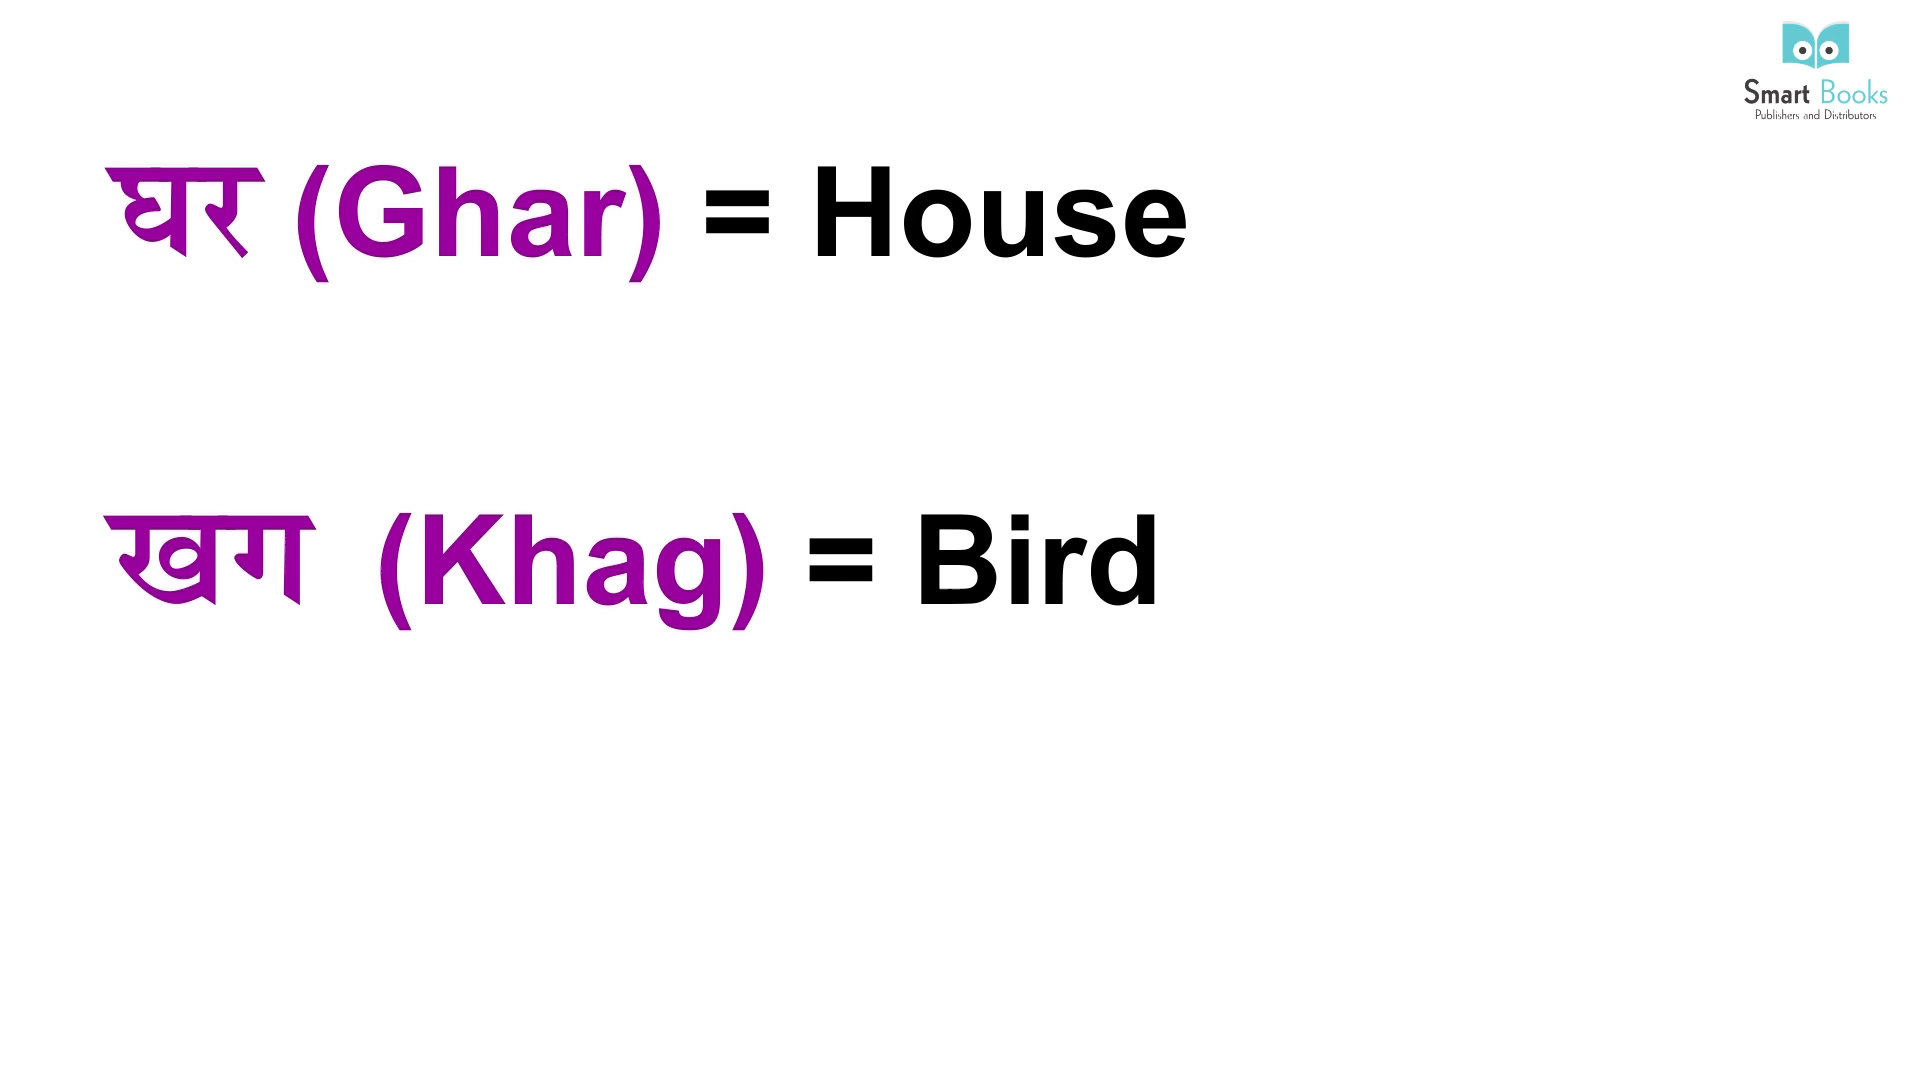 Smart Books
Publishers and Distributors
घर (Ghar) = House
खग (Khag) = Bird